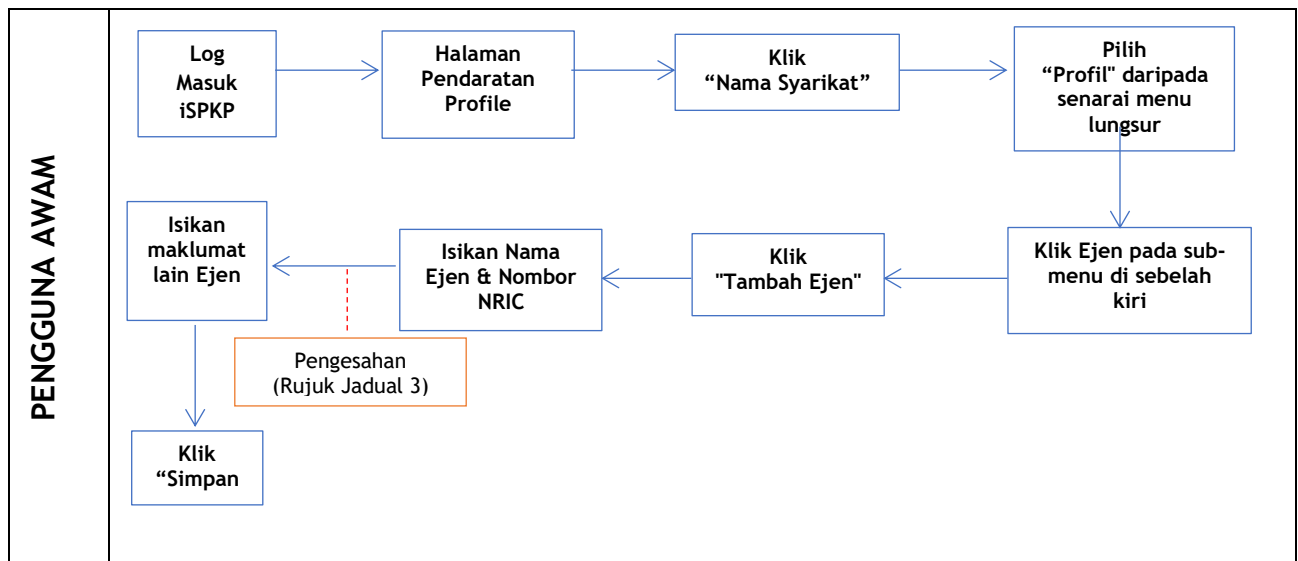 PENGGUNA AWAM
Log
Masuk
iSPKP
Halaman
Pendaratan
Profile
Klik
“Nama Syarikat”
Pilih
“Profil" daripada
senarai menu
lungsur
Klik Ejen pada sub-
menu di sebelah
kiri
Klik
"Tambah Ejen"
Isikan Nama
Ejen & Nombor
NRIC
Pengesahan
(Rujuk Jadual 3)
Isikan
maklumat
lain Ejen
Klik
“Simpan